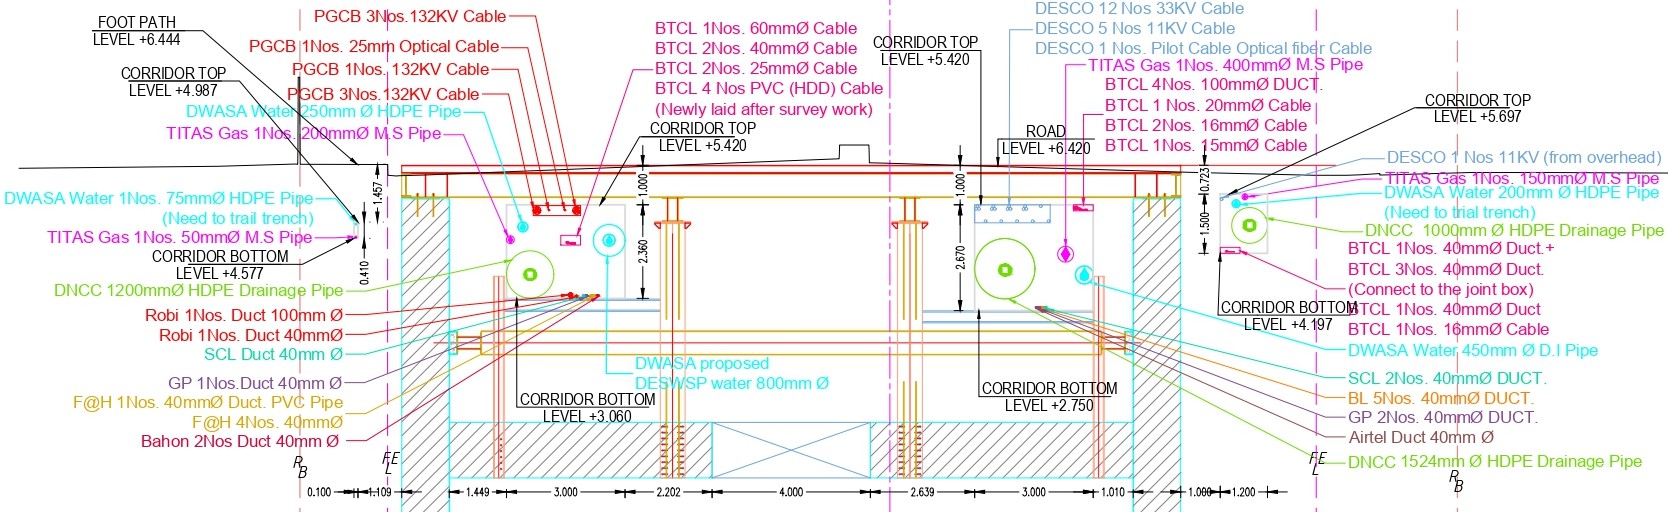 FOOT PATH
LEVEL +6.444
CORRIDOR TOP
LEVEL +4.987
PGCB 3Nos.132KV Cable
PGCB 1Nos. 25mm Optical Cable
PGCB 1Nos. 132KV Cable
PGCB 3Nos.132KV Cable
DWASA Water 250mm Ø HDPE Pipe
TITAS Gas 1Nos. 200mmØ M.S Pipe
DWASA Water 1Nos. 75mmØ HDPE Pipe
(Need to trail trench)
TITAS Gas 1Nos. 50mmØ M.S Pipe
CORRIDOR BOTTOM
LEVEL +4.577
DNCC 1200mmØ HDPE Drainage Pipe
Robi 1Nos. Duct 100mm Ø
Robi 1Nos. Duct 40mmØ
SCL Duct 40mm Ø
GP 1Nos.Duct 40mm Ø
F@H 1Nos. 40mmØ Duct. PVC Pipe
F@H 4Nos. 40mmØ
Bahon 2Nos Duct 40mm Ø
BTCL 1Nos. 60mmØ Cable
BTCL 2Nos. 40mmØ Cable
BTCL 2Nos. 25mmØ Cable
BTCL 4 Nos PVC (HDD) Cable
(Newly laid after survey work)
CORRIDOR TOP
LEVEL +5.420
CORRIDOR TOP
LEVEL +5.420
DESCO 12 Nos 33KV Cable
DESCO 5 Nos 11KV Cable
DESCO 1 Nos. Pilot Cable Optical fiber Cable
TITAS Gas 1Nos. 400mmØ M.S Pipe
BTCL 4Nos. 100mmØ DUCT.
BTCL 1 Nos. 20mmØ Cable
BTCL 2Nos. 16mmØ Cable
BTCL 1Nos. 15mmØ Cable
ROAD
LEVEL +6.420
CORRIDOR TOP
LEVEL +5.697
DESCO 1 Nos 11KV (from overhead)
TITAS Gas 1Nos. 150mmØ M.S Pipe
DWASA Water 200mm Ø HDPE Pipe
(Need to trial trench)
DNCC 1000mm Ø HDPE Drainage Pipe
BTCL 1Nos. 40mmØ Duct.+
BTCL 3Nos. 40mmØ Duct.
(Connect to the joint box)
BTCL 1Nos. 40mmØ Duct
BTCL 1Nos. 16mmØ Cable
CORRIDOR BOTTOM
LEVEL +4.197
DWASA Water 450mm Ø D.I Pipe
SCL 2Nos. 40mmØ DUCT.
BL 5Nos. 40mmØ DUCT.
GP 2Nos. 40mmØ DUCT.
Airtel Duct 40mm Ø
DNCC 1524mm Ø HDPE Drainage Pipe
DWASA proposed
DESWSP water 800mm Ø
CORRIDOR BOTTOM
LEVEL +3.060
CORRIDOR BOTTOM
LEVEL +2.750
1.457
0.410
1.000
2.360
1.000
2.670
0.723
1.500
R
B
FE
L
FE
L
R
B
0.100
1.109
1.449
3.000
2.202
4.000
2.639
3.000
1.010
1.000
1.200